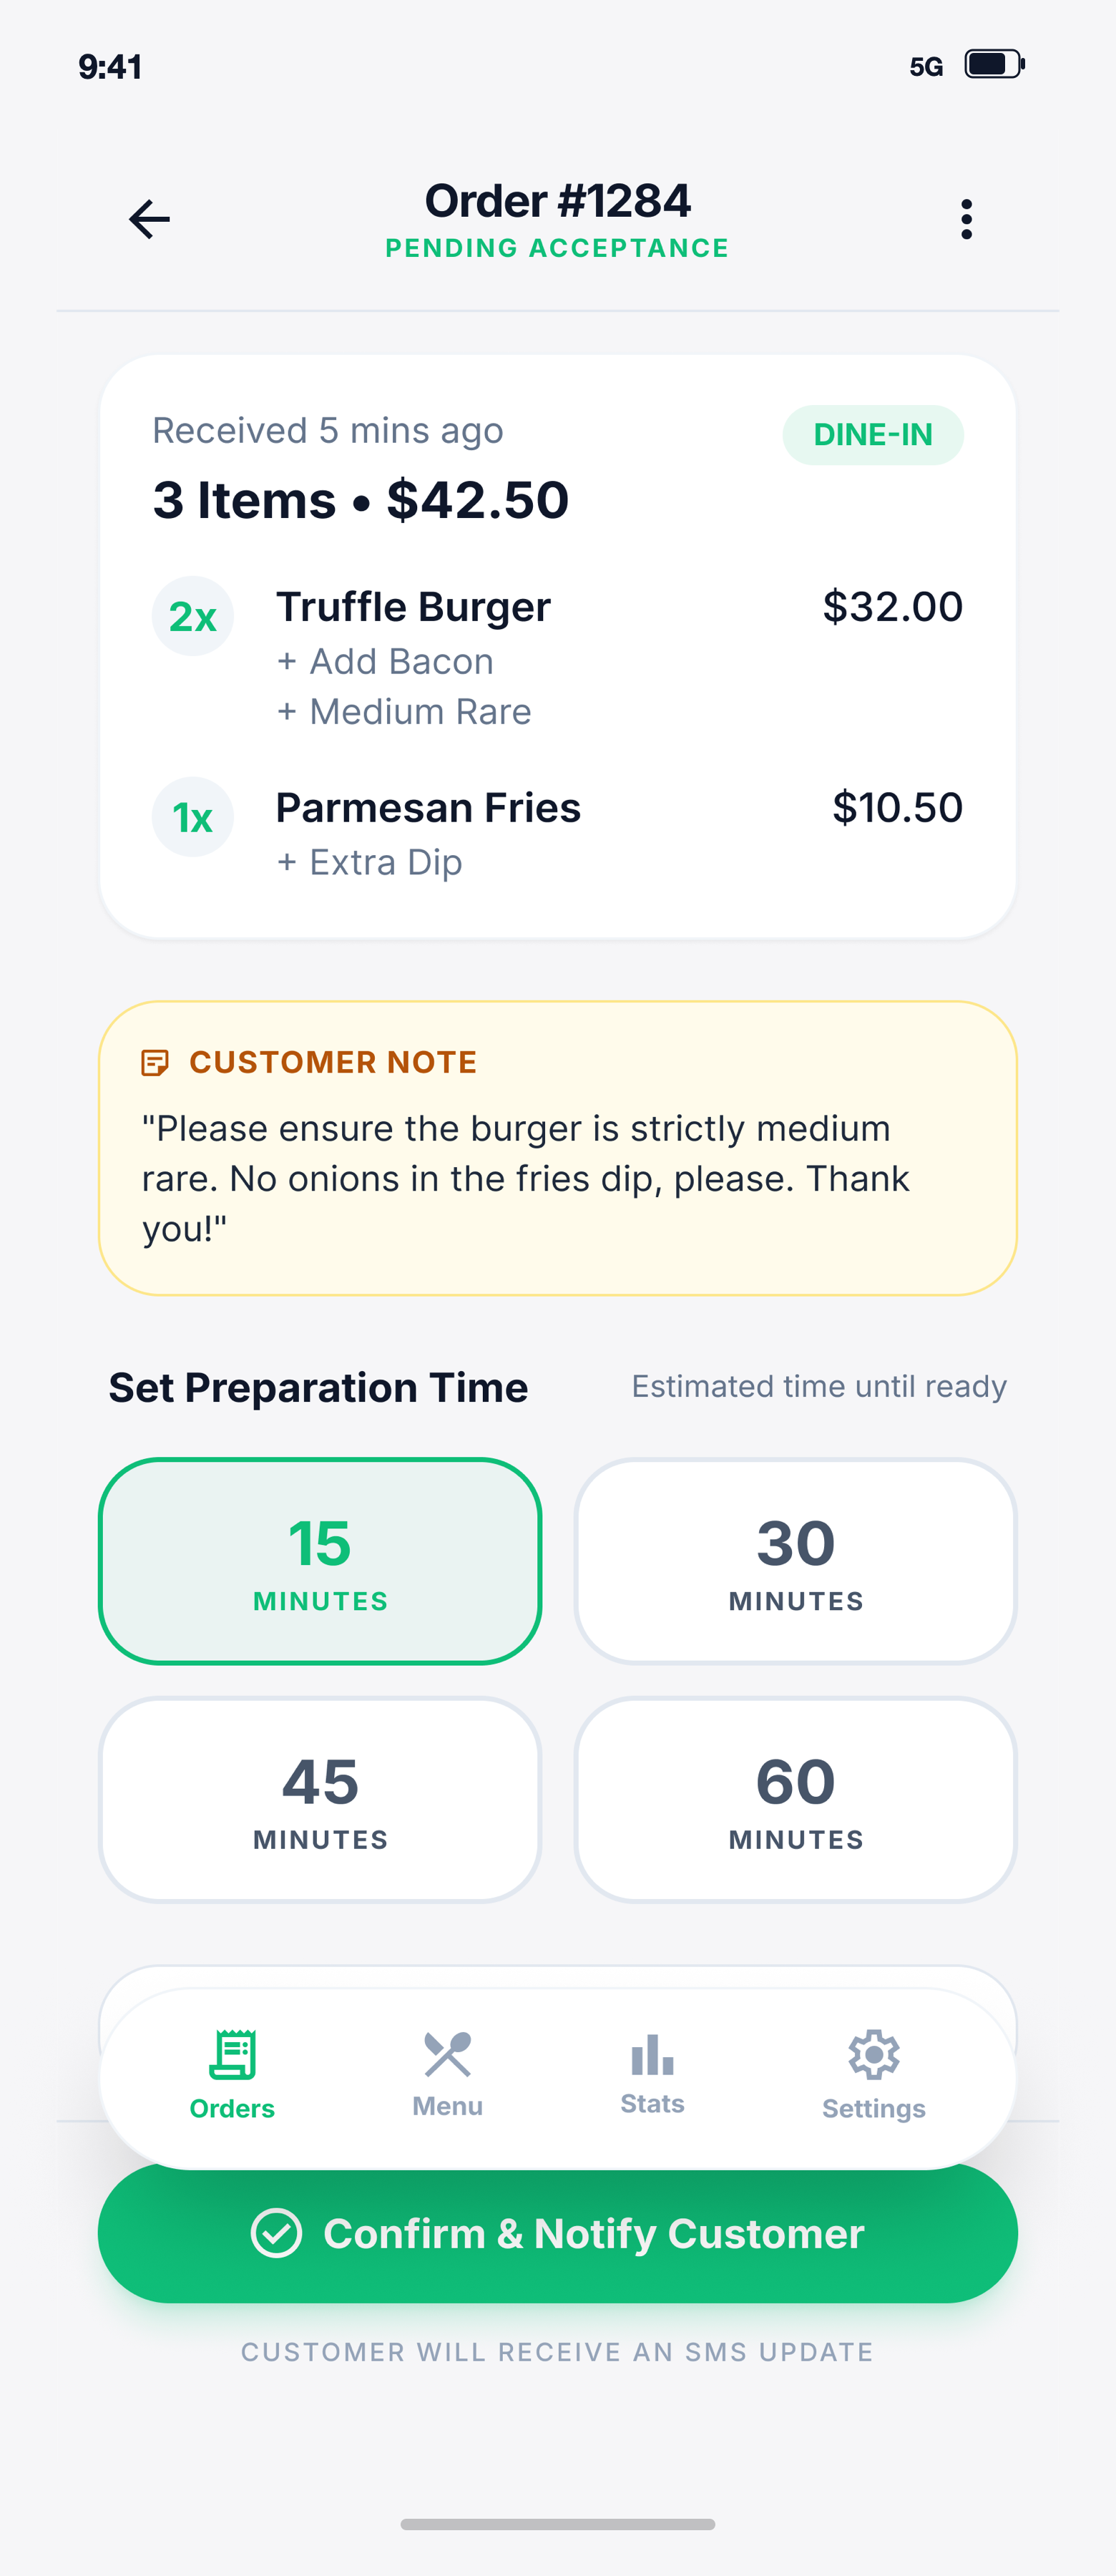 9:41
5G
Order #1284
PENDING ACCEPTANCE
Received 5 mins ago
DINE-IN
3 Items • $42.50
2x
Truffle Burger
$32.00
+ Add Bacon
+ Medium Rare
1x
Parmesan Fries
$10.50
+ Extra Dip
CUSTOMER NOTE
"Please ensure the burger is strictly medium
rare. No onions in the fries dip, please. Thank
you!"
Set Preparation Time
Estimated time until ready
15
MINUTES
30
MINUTES
45
MINUTES
60
MINUTES
Orders
Menu
Stats
Settings
Confirm & Notify Customer
CUSTOMER WILL RECEIVE AN SMS UPDATE